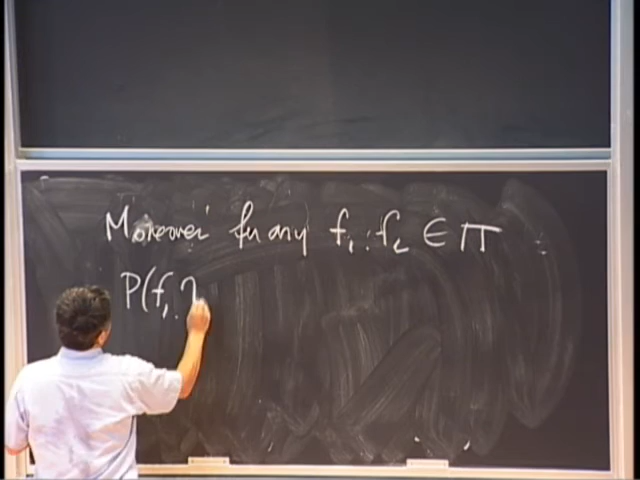 Moreover for any f₁, f₂ ∈ Π
P(f₁